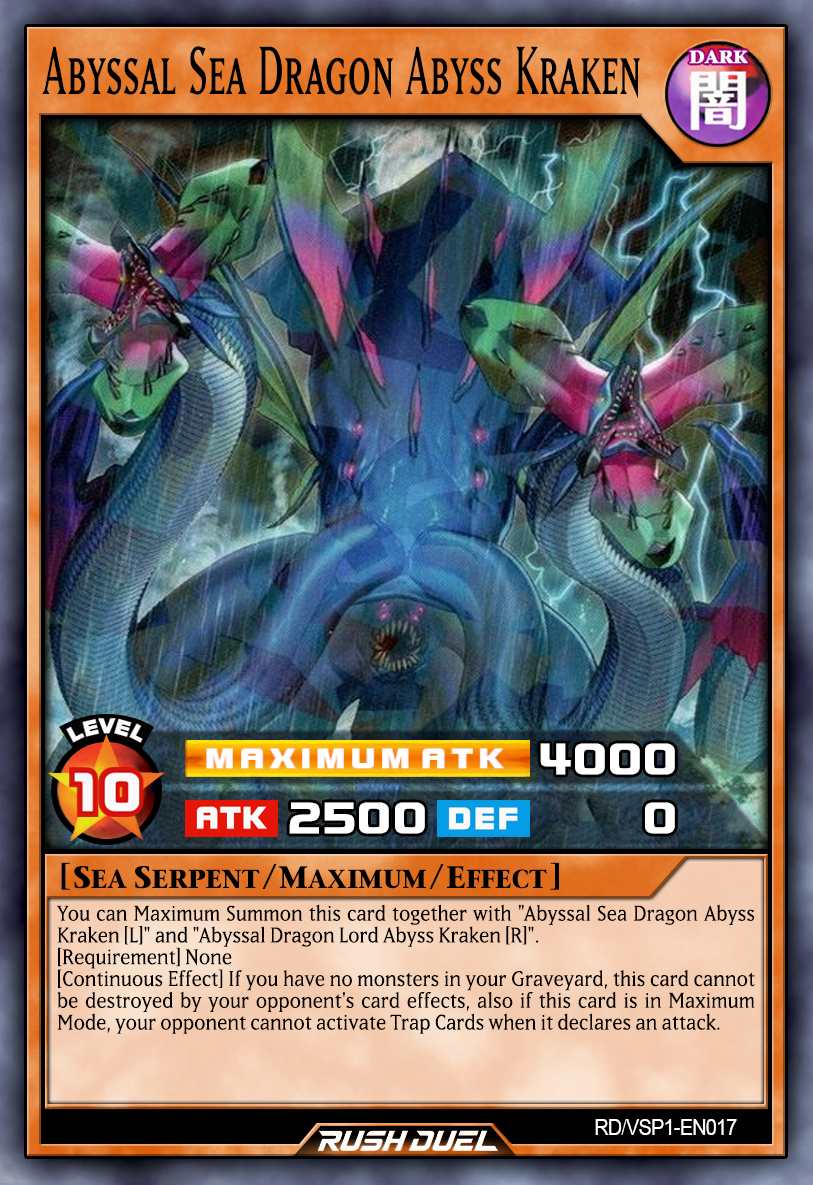 Abyssal Sea Dragon Abyss Kraken
DARK
闇
LEVEL
10
MAXIMUM ATK 4000
ATK 2500 DEF 0
[Sea Serpent/Maximum/Effect]
You can Maximum Summon this card together with "Abyssal Sea Dragon Abyss
Kraken [L]" and "Abyssal Dragon Lord Abyss Kraken [R]".
[Requirement] None
[Continuous Effect] If you have no monsters in your Graveyard, this card cannot
be destroyed by your opponent's card effects, also if this card is in Maximum
Mode, your opponent cannot activate Trap Cards when it declares an attack.
RD/VSP1-EN017
RUSH DUEL